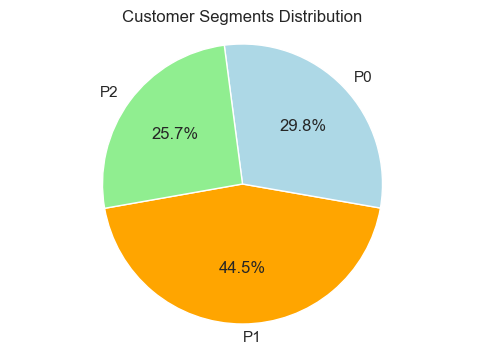 Customer Segments Distribution
P0
P2
29.8%
25.7%
44.5%
P1